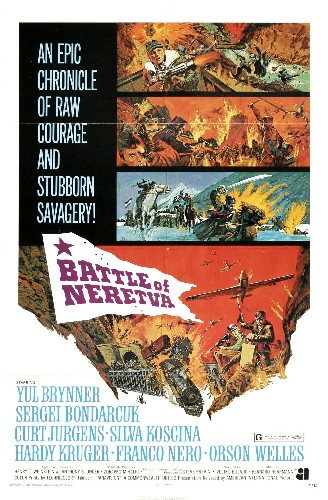 AN EPIC
CHRONICLE
OF RAW
COURAGE
AND
STUBBORN
SAVAGERY!
BATTLE of
NERETVA
STARRING
YUL BRYNNER
SERGEI BONDARCUK
CURT JURGENS · SILVA KOSCINA
HARDY KRUGER · FRANCO NERO · ORSON WELLES
G